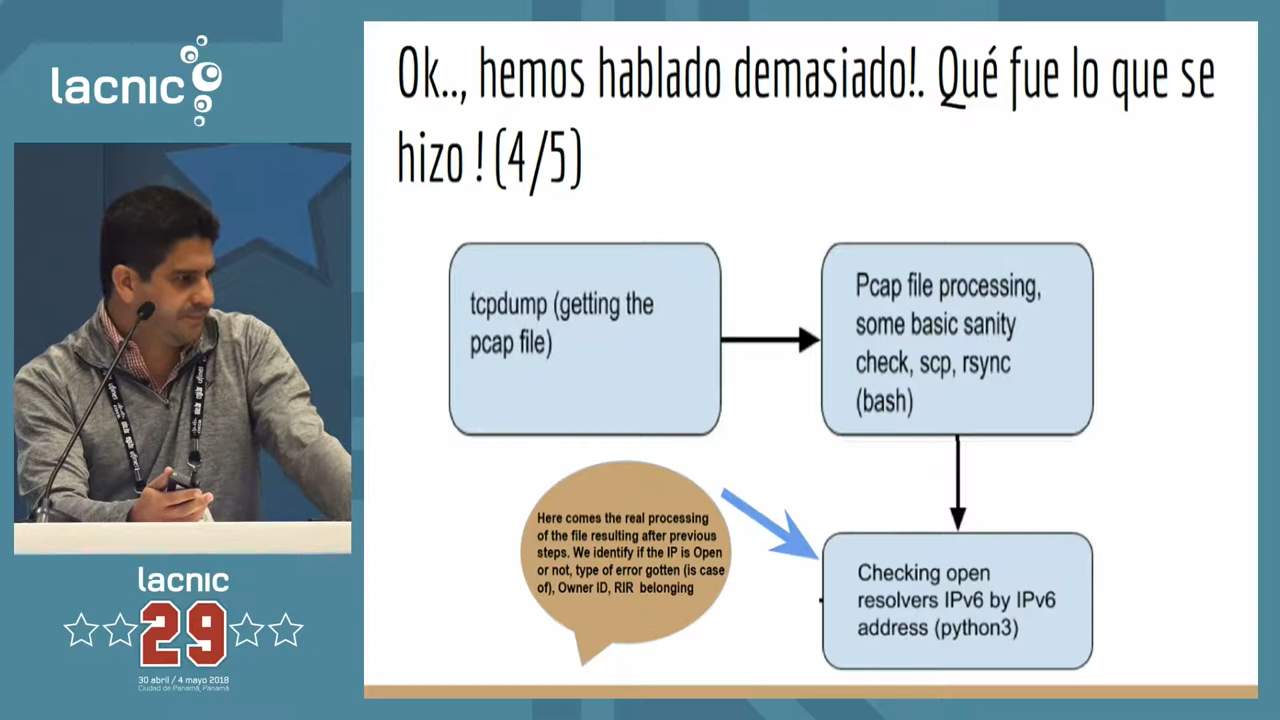 lacnic
Ok.., hemos hablado demasiado!. Qué fue lo que se
hizo ! (4/5)
tcpdump (getting the
pcap file)
Pcap file processing,
some basic sanity
check, scp, rsync
(bash)
Here comes the real processing
of the file resulting after previous
steps. We identify if the IP is Open
or not, type of error gotten (is case
of), Owner ID, RIR belonging
Checking open
resolvers IPv6 by IPv6
address (python3)
lacnic
29
30 abril / 4 mayo 2018
Ciudad de Panamá, Panamá